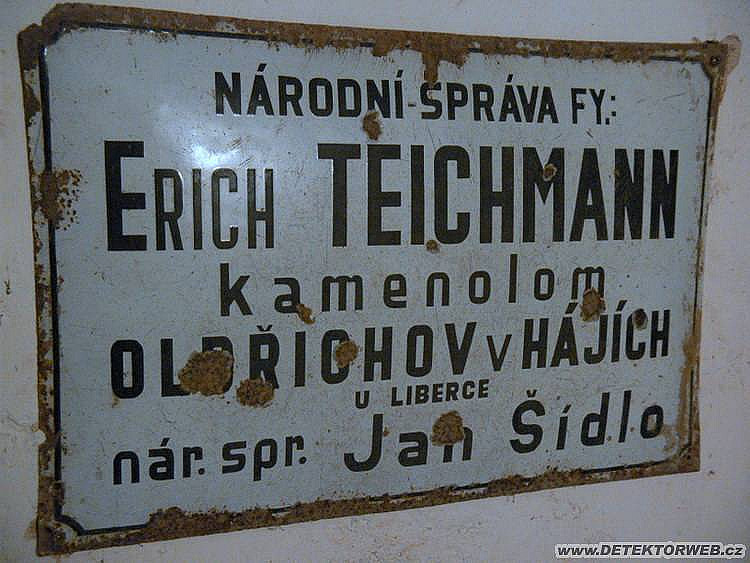 NÁRODNÍ-SPRÁVA FY.:
ERICH TEICHMANN
kamenolom
OLDŘICHOV V HÁJÍCH
U LIBERCE
nár. spr. Jan Šídlo
www.DETEKTORWEB.cz